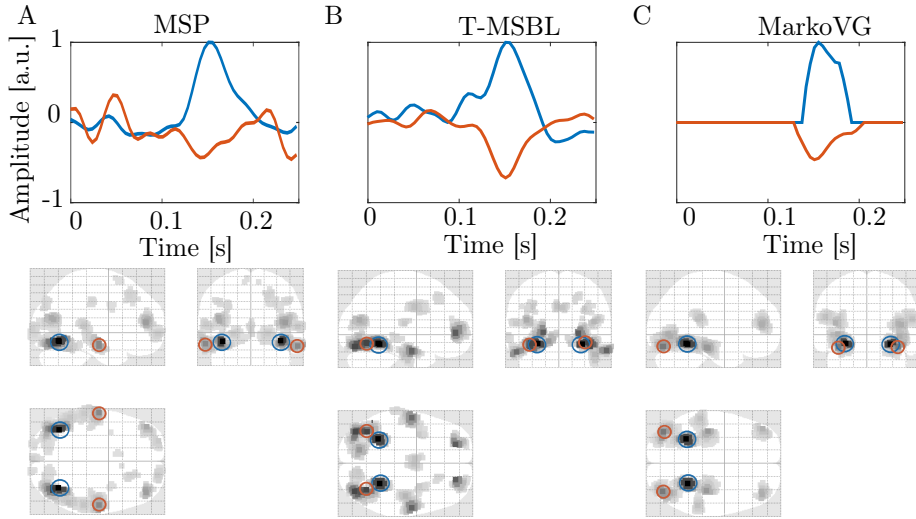 A
MSP
B
T-MSBL
C
MarkoVG
Amplitude [a.u.]
1
0
-1
0
0.1
0.2
Time [s]
0
0.1
0.2
Time [s]
0
0.1
0.2
Time [s]